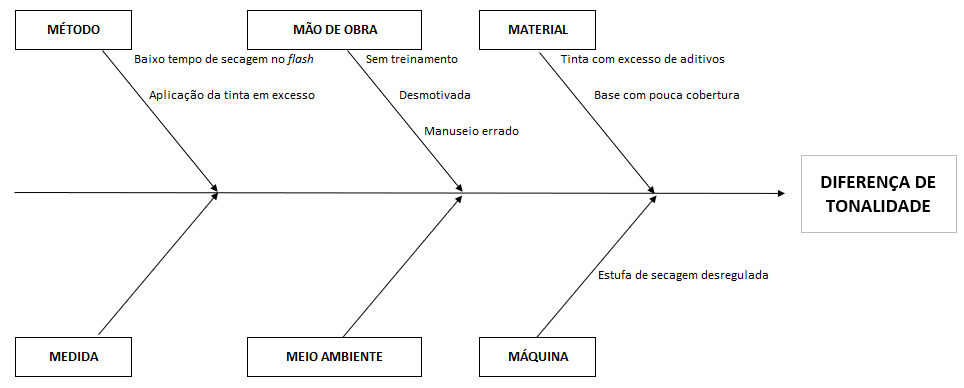 MÉTODO
MÃO DE OBRA
MATERIAL
Baixo tempo de secagem no flash
Sem treinamento
Tinta com excesso de aditivos
Aplicação da tinta em excesso
Desmotivada
Base com pouca cobertura
Manuseio errado
DIFERENÇA DE
TONALIDADE
Estufa de secagem desregulada
MEDIDA
MEIO AMBIENTE
MÁQUINA